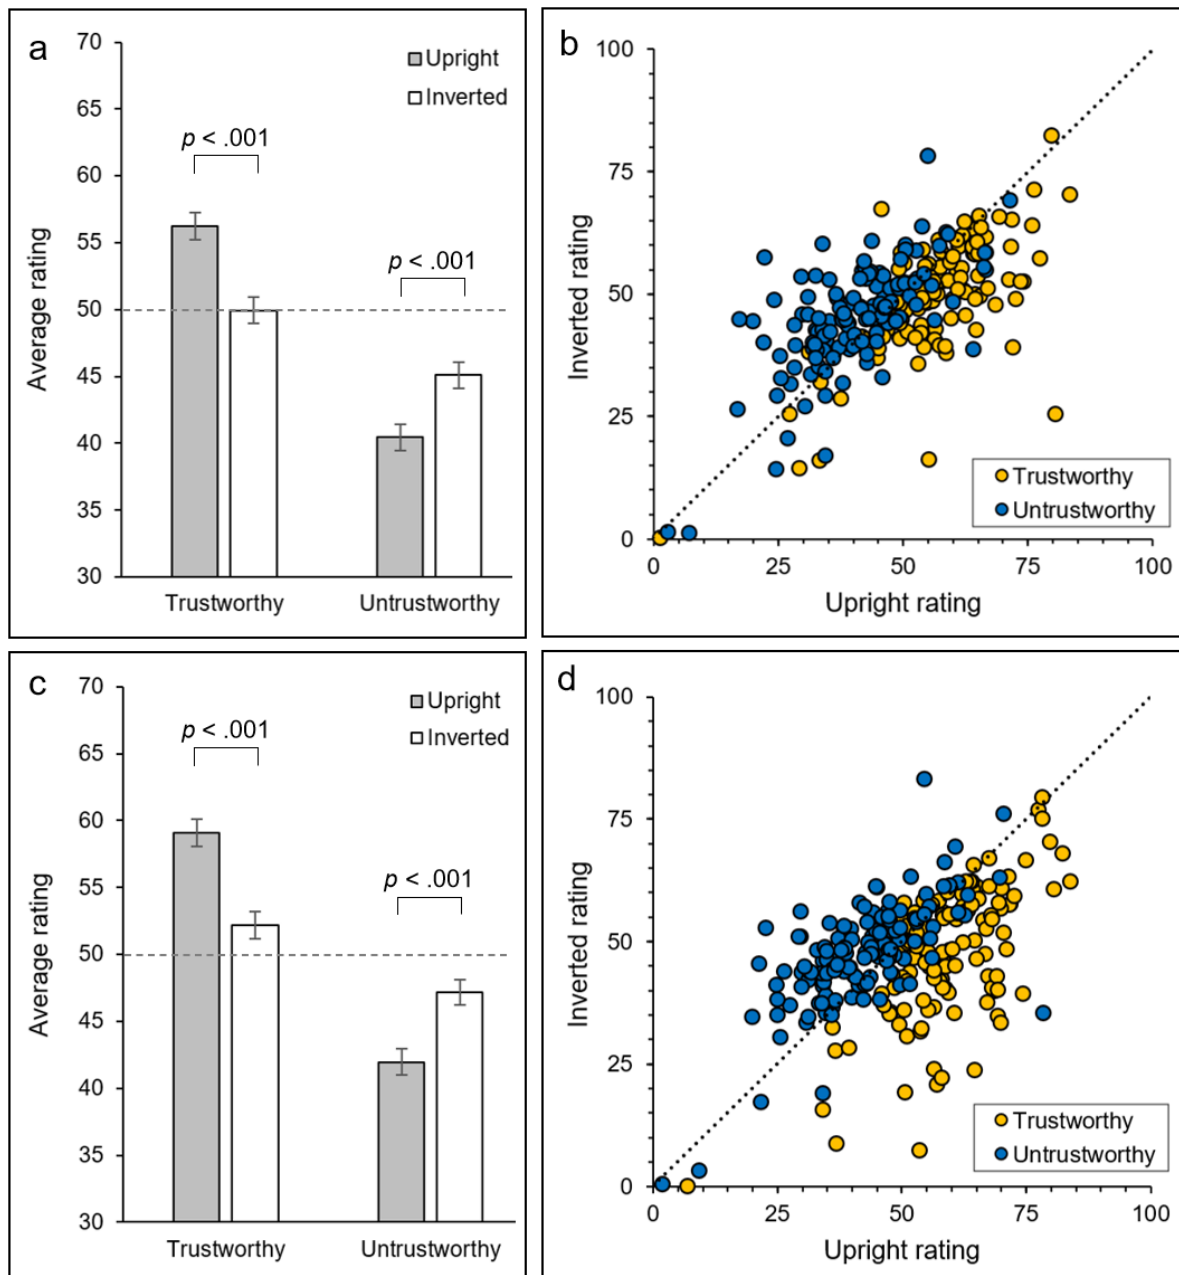 a
70
65
60
55
50
45
40
35
30
Average rating
Upright
Inverted
p < .001
p < .001
Trustworthy
Untrustworthy
b
100
75
50
25
0
Inverted rating
Trustworthy
Untrustworthy
0
25
50
75
100
Upright rating
c
70
65
60
55
50
45
40
35
30
Average rating
Upright
Inverted
p < .001
p < .001
Trustworthy
Untrustworthy
d
100
75
50
25
0
Inverted rating
Trustworthy
Untrustworthy
0
25
50
75
100
Upright rating